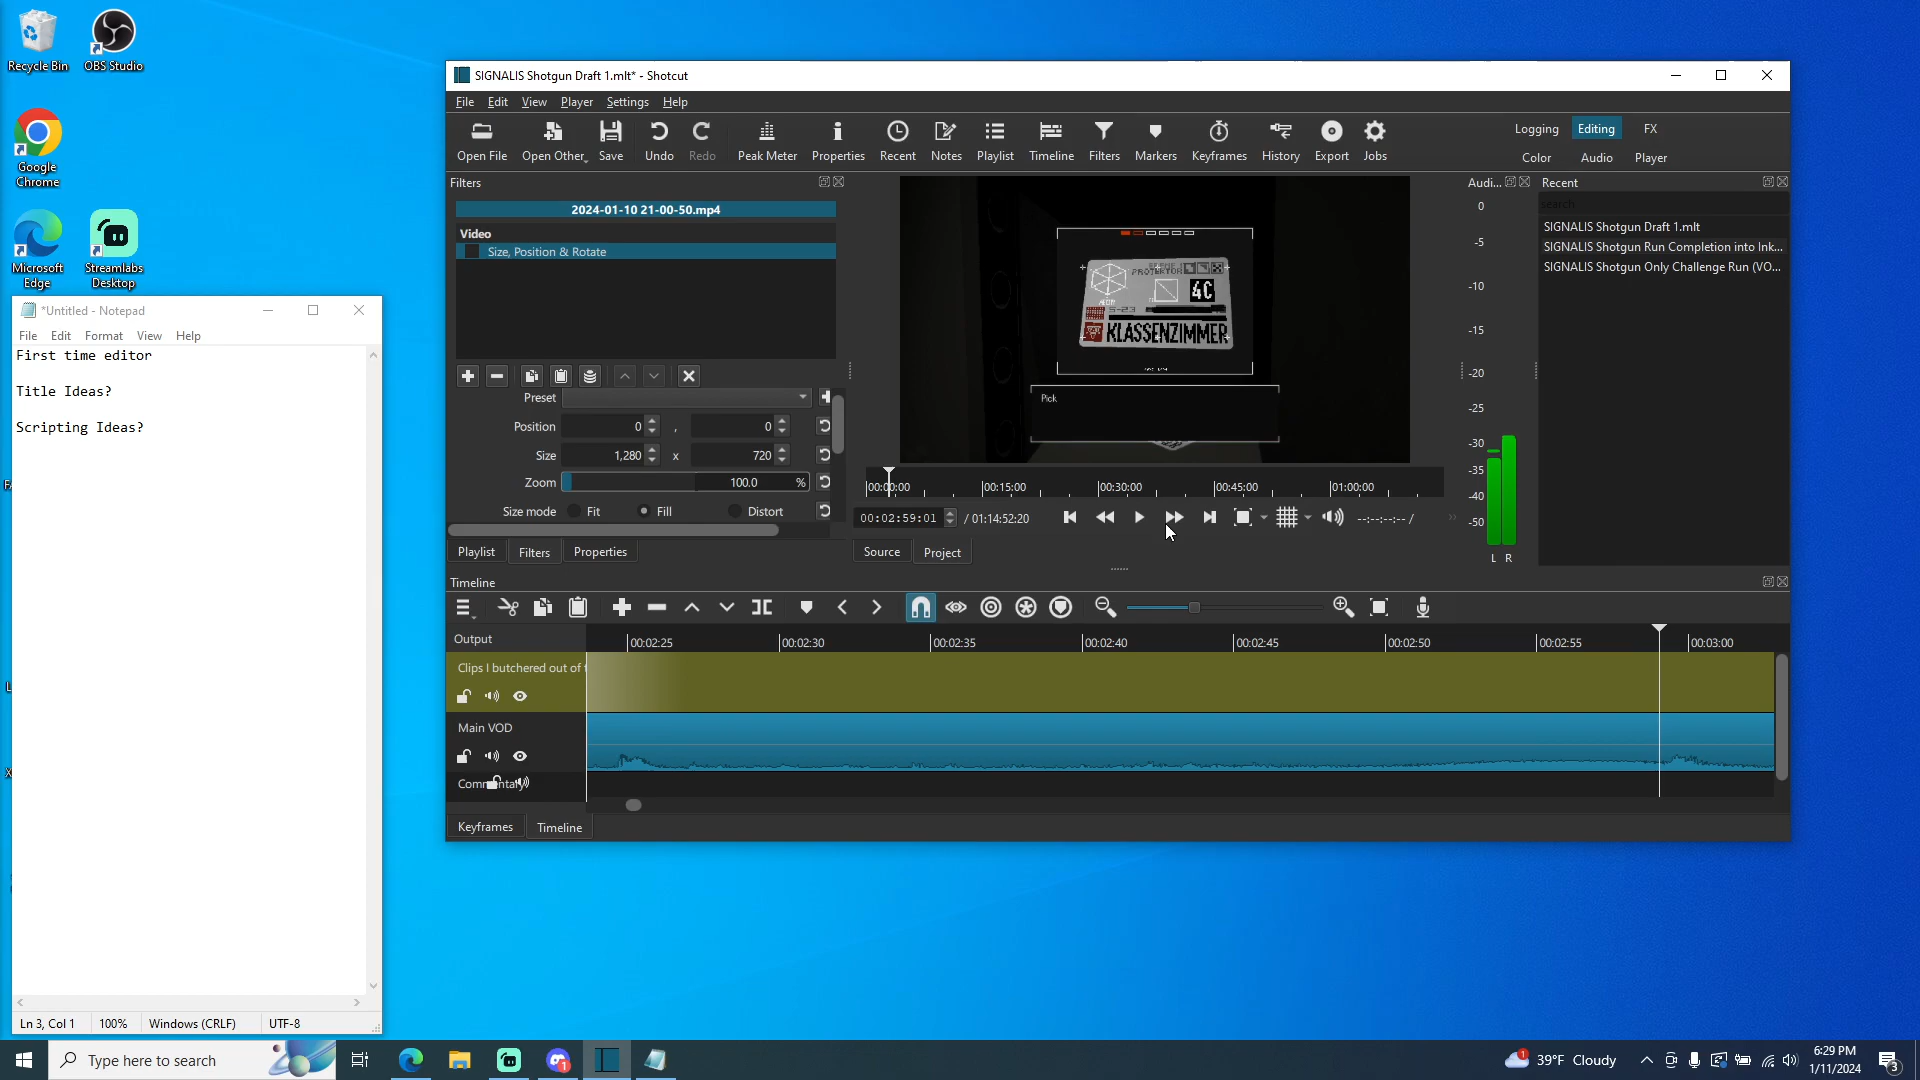 Recycle Bin
OBS Studio
Google
Chrome
Microsoft
Edge
Streamlabs
Desktop
*Untitled - Notepad
File Edit Format View Help
First time editor
Title Ideas?
Scripting Ideas?
Ln 3, Col 1 100% Windows (CRLF) UTF-8
SIGNALIS Shotgun Draft 1.mlt* - Shotcut
File Edit View Player Settings Help
Open File Open Other Save Undo Redo Peak Meter Properties Recent Notes Playlist Timeline Filters Markers Keyframes History Export Jobs
Logging Editing FX
Color Audio Player
Filters
2024-01-10 21-00-50.mp4
Video
Size, Position & Rotate
Preset
Position 0 , 0
Size 1,280 x 720
Zoom 100.0 %
Size mode Fit Fill Distort
Playlist Filters Properties
4C
KLASSENZIMMER
Pick
00:00:00 00:15:00 00:30:00 00:45:00 01:00:00
00:02:59:01 / 01:14:52:20 --:--:--:-- /
Source Project
Audi...
0
-5
-10
-15
-20
-25
-30
-35
-40
-50
L R
Recent
search
SIGNALIS Shotgun Draft 1.mlt
SIGNALIS Shotgun Run Completion into Ink...
SIGNALIS Shotgun Only Challenge Run (VO...
Timeline
Output
00:02:25 00:02:30 00:02:35 00:02:40 00:02:45 00:02:50 00:02:55 00:03:00
Clips I butchered out of
Main VOD
Commentary
Keyframes Timeline
Type here to search
39°F Cloudy
6:29 PM
1/11/2024